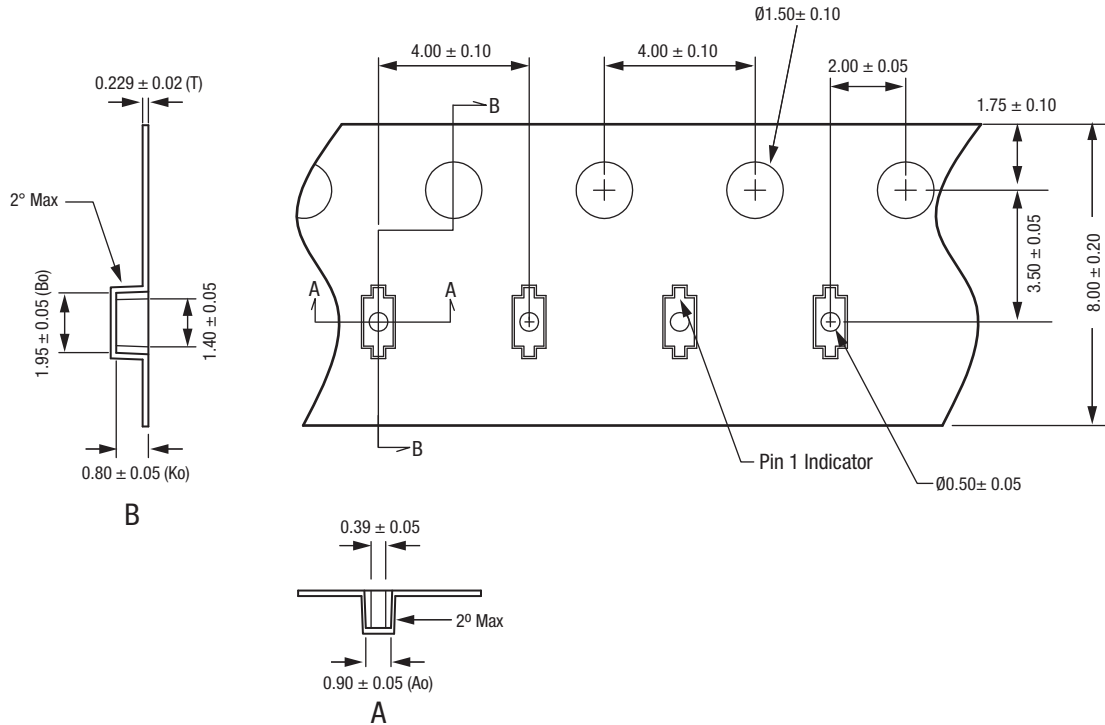 Ø1.50± 0.10
4.00 ± 0.10
4.00 ± 0.10
2.00 ± 0.05
0.229 ± 0.02 (T)
B
1.75 ± 0.10
2° Max
3.50 ± 0.05
8.00 ± 0.20
A
A
1.95 ± 0.05 (Bo)
1.40 ± 0.05
B
Pin 1 Indicator
0.80 ± 0.05 (Ko)
Ø0.50± 0.05
B
0.39 ± 0.05
2º Max
0.90 ± 0.05 (Ao)
A